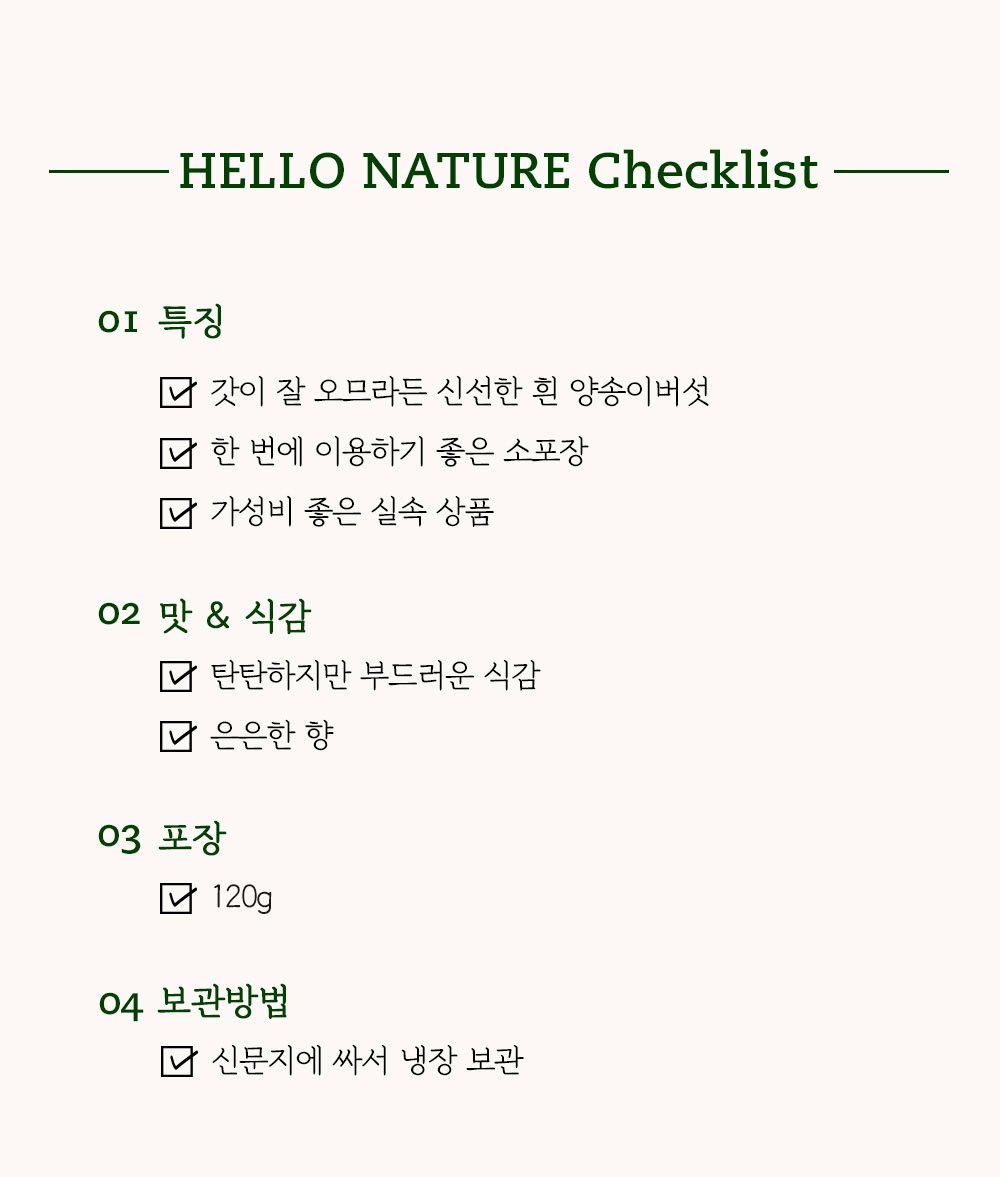 HELLO NATURE Checklist
01 특징
갓이 잘 오므라든 신선한 흰 양송이버섯
한 번에 이용하기 좋은 소포장
가성비 좋은 실속 상품
02 맛 & 식감
탄탄하지만 부드러운 식감
은은한 향
03 포장
120g
04 보관방법
신문지에 싸서 냉장 보관